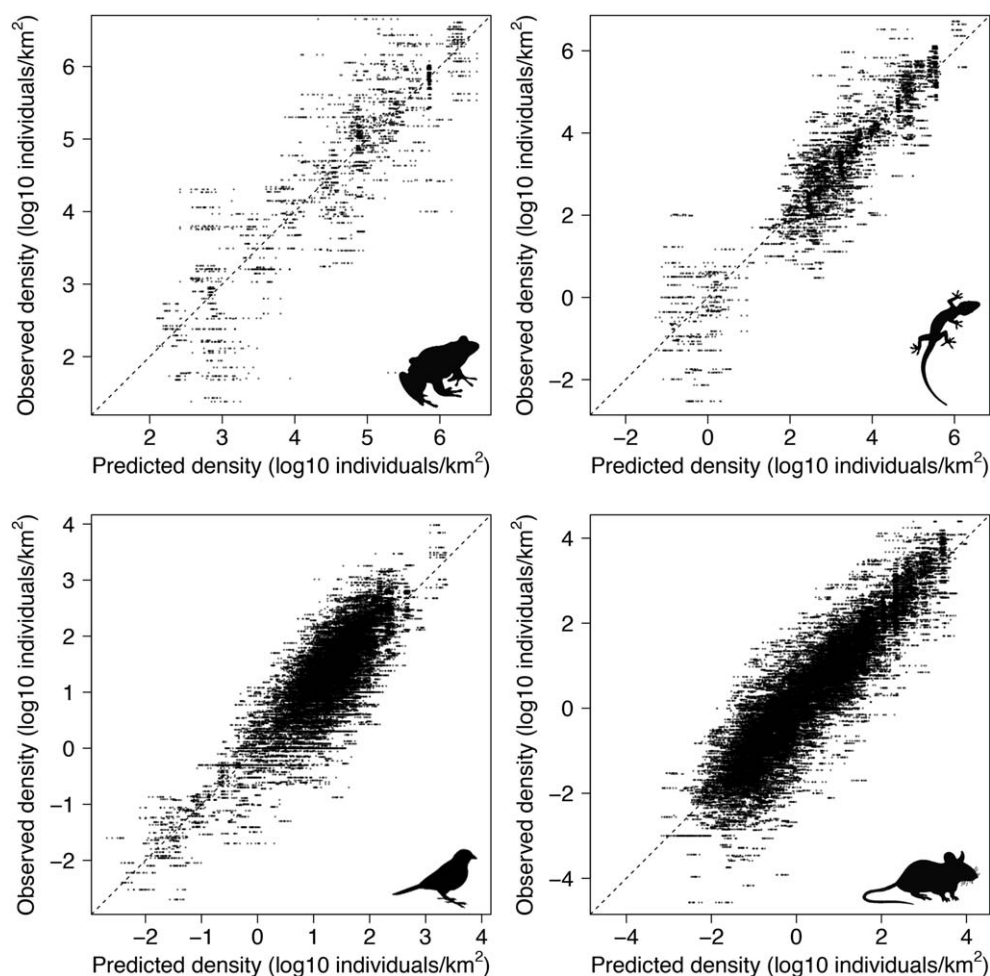 Observed density (log10 individuals/km²)
6
5
4
3
2
2 3 4 5 6
Predicted density (log10 individuals/km²)
Observed density (log10 individuals/km²)
6
4
2
0
−2
−2 0 2 4 6
Predicted density (log10 individuals/km²)
Observed density (log10 individuals/km²)
4
3
2
1
0
−1
−2
−2 −1 0 1 2 3 4
Predicted density (log10 individuals/km²)
Observed density (log10 individuals/km²)
4
2
0
−2
−4
−4 −2 0 2 4
Predicted density (log10 individuals/km²)